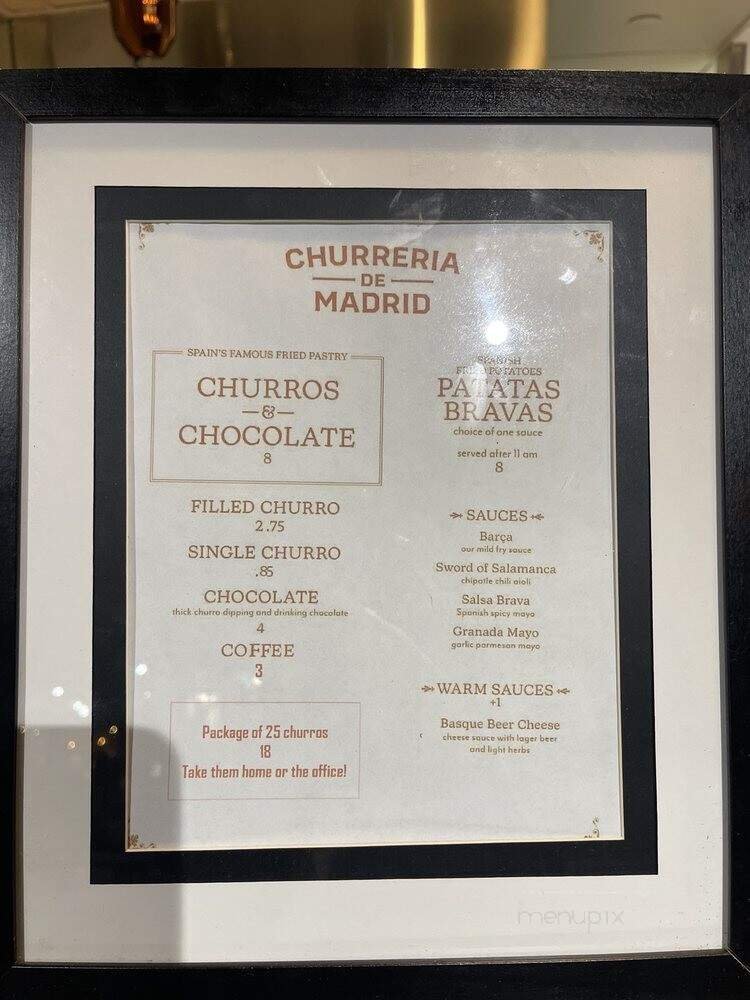 CHURRERIA
DE
MADRID
SPAIN'S FAMOUS FRIED PASTRY
CHURROS
&
CHOCOLATE
8
FILLED CHURRO
2.75
SINGLE CHURRO
.85
CHOCOLATE
thick churro dipping and drinking chocolate
4
COFFEE
3
Package of 25 churros
18
Take them home or the office!
SPANISH
FRIED POTATOES
PATATAS
BRAVAS
choice of one sauce
served after 11 am
8
SAUCES
Barça
our mild fry sauce
Sword of Salamanca
chipotle chili aioli
Salsa Brava
Spanish spicy mayo
Granada Mayo
garlic parmesan mayo
WARM SAUCES
+1
Basque Beer Cheese
cheese sauce with lager beer
and light herbs
menupix